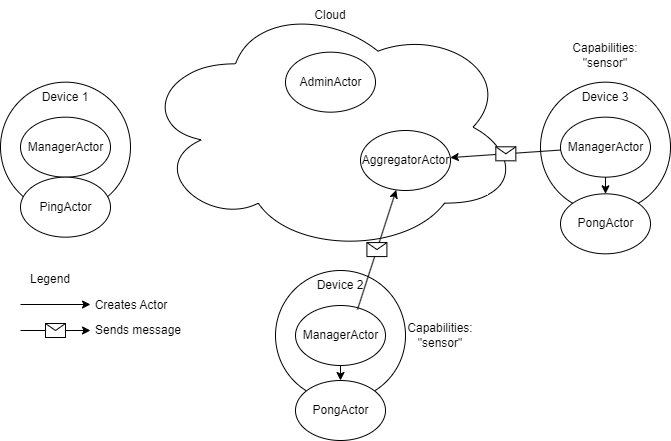 Cloud
AdminActor
AggregatorActor
Device 1
ManagerActor
PingActor
Capabilities:
"sensor"
Device 3
ManagerActor
PongActor
Device 2
ManagerActor
PongActor
Capabilities:
"sensor"
Legend
Creates Actor
Sends message